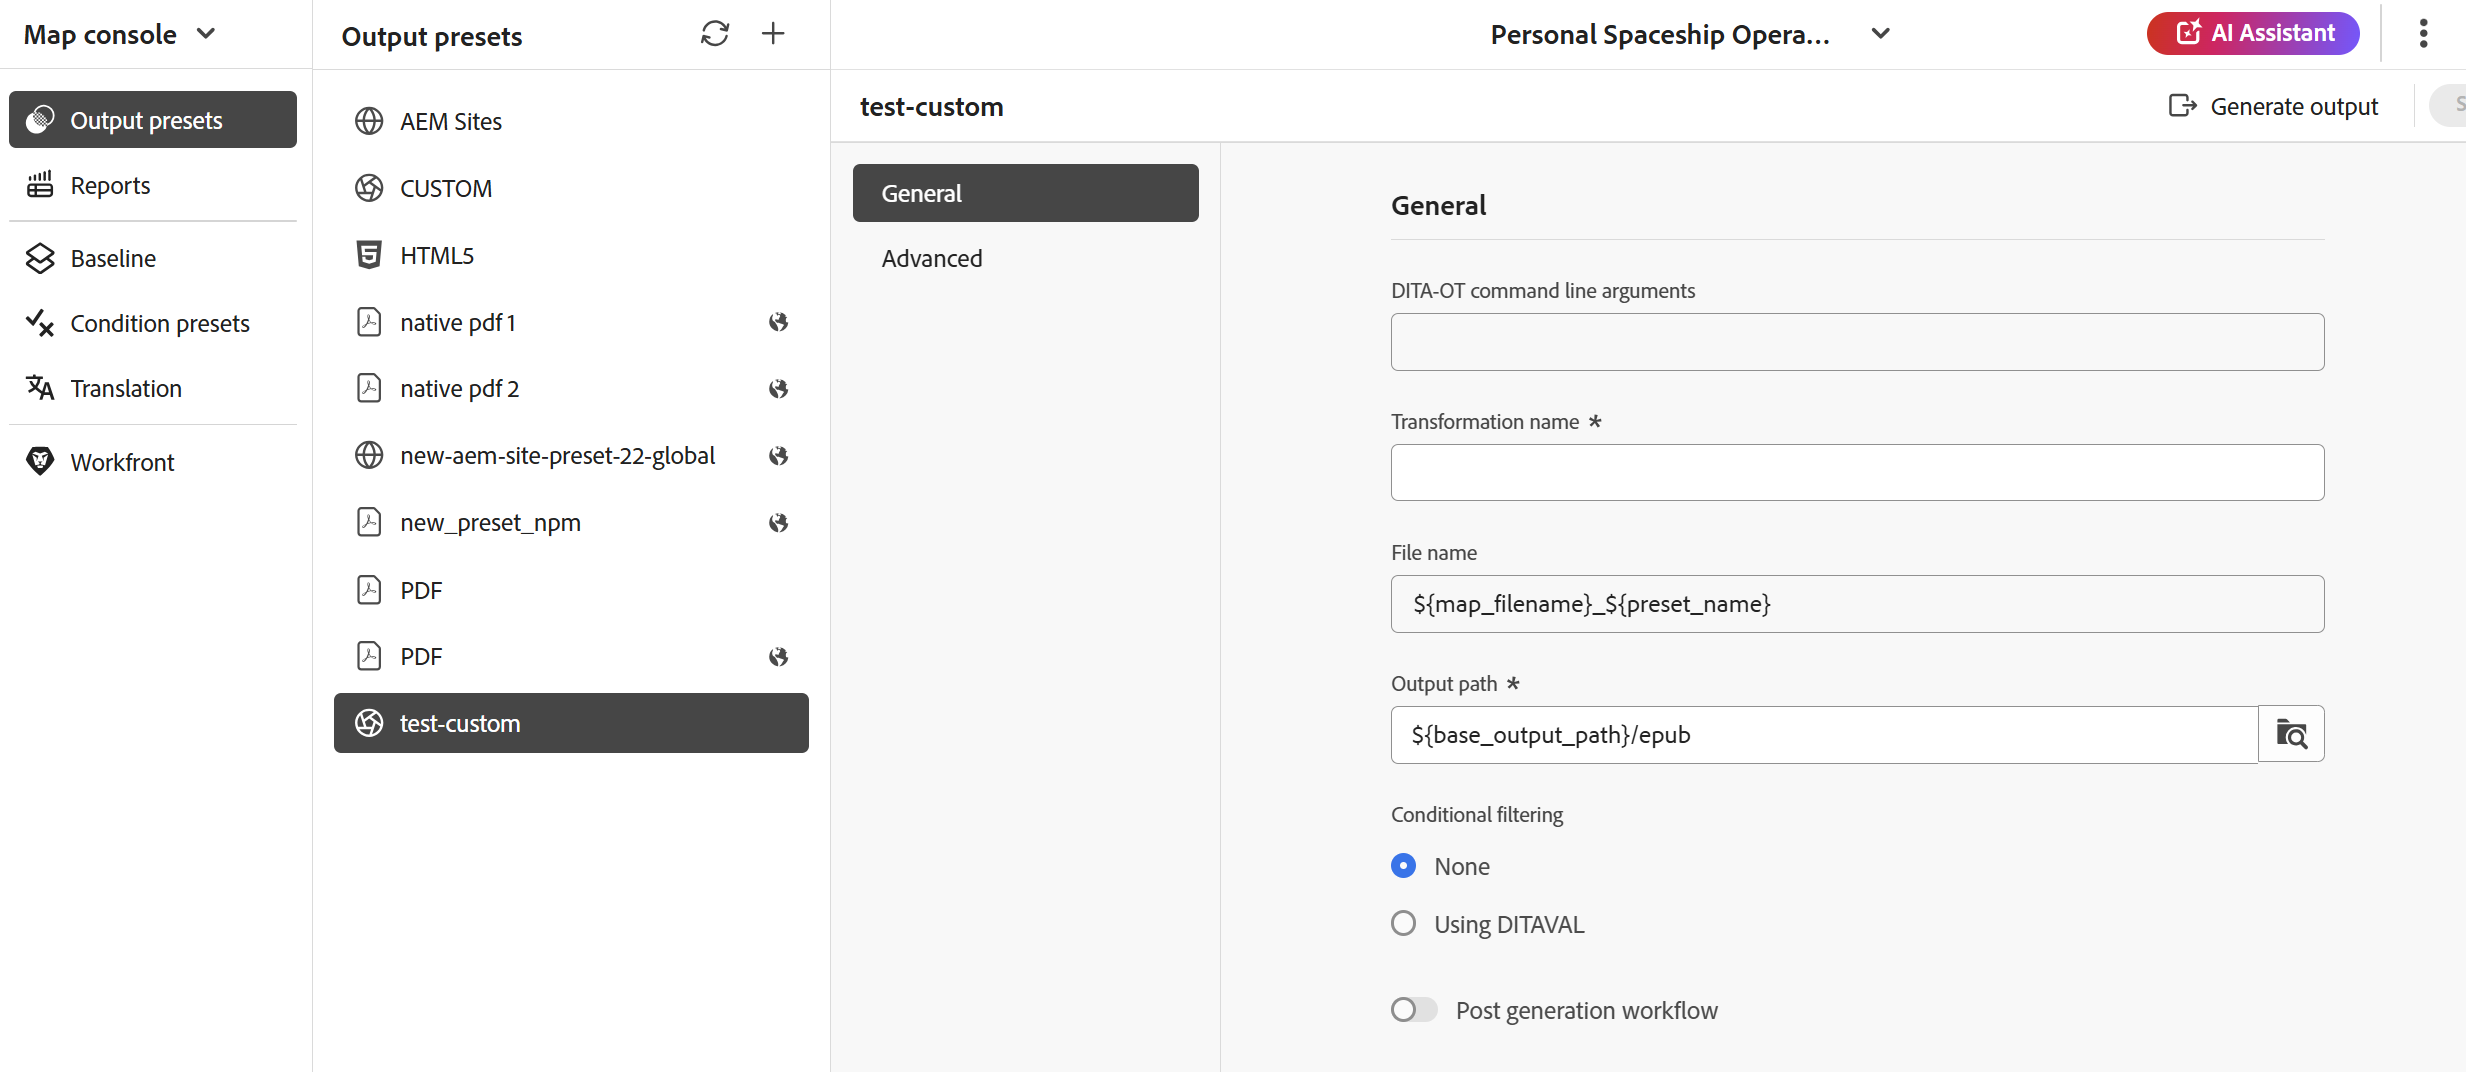 Map console
Output presets
Reports
Baseline
Condition presets
Translation
Workfront
Output presets
AEM Sites
CUSTOM
HTML5
native pdf 1
native pdf 2
new-aem-site-preset-22-global
new_preset_npm
PDF
PDF
test-custom
Personal Spaceship Opera...
AI Assistant
test-custom
Generate output
General
Advanced
General
DITA-OT command line arguments
Transformation name *
File name
${map_filename}_${preset_name}
Output path *
${base_output_path}/epub
Conditional filtering
None
Using DITAVAL
Post generation workflow